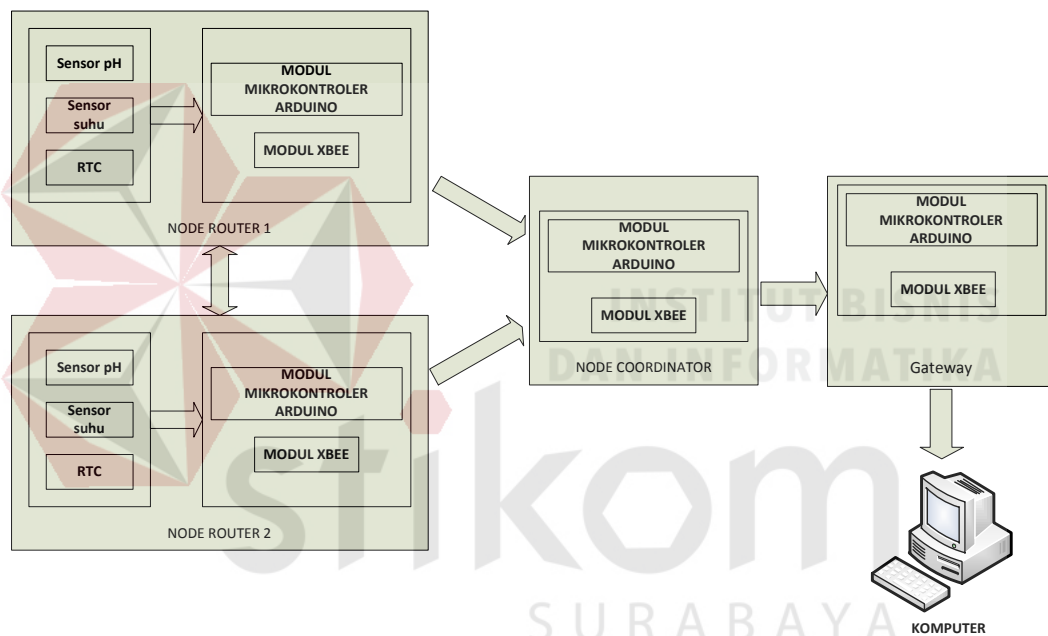 Sensor pH
Sensor
suhu
RTC
MODUL
MIKROKONTROLER
ARDUINO
MODUL XBEE
NODE ROUTER 1
Sensor pH
Sensor
suhu
RTC
MODUL
MIKROKONTROLER
ARDUINO
MODUL XBEE
NODE ROUTER 2
MODUL
MIKROKONTROLER
ARDUINO
MODUL XBEE
NODE COORDINATOR
MODUL
MIKROKONTROLER
ARDUINO
MODUL XBEE
Gateway
KOMPUTER
INSTITUT BISNIS
DAN INFORMATIKA
stikom
SURABAYA